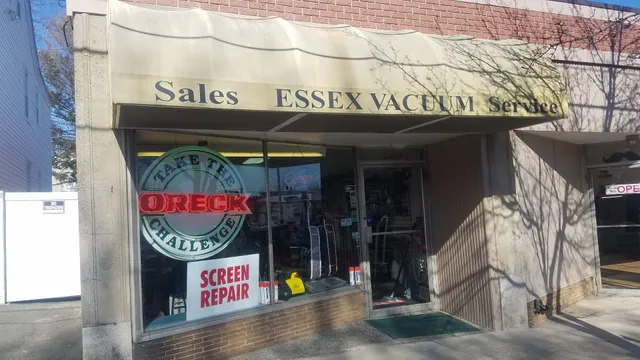 Sales ESSEX VACUUM Service
TAKE THE
ORECK
CHALLENGE
SCREEN
REPAIR
OPE